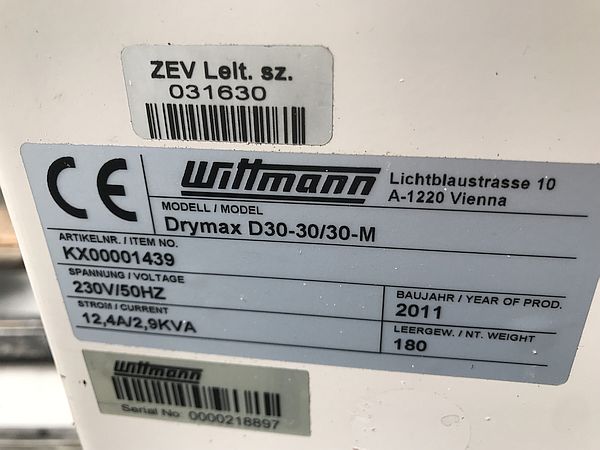 ZEV Lelt. sz.
031630
CE
Wittmann
Lichtblaustrasse 10
A-1220 Vienna
MODELL / MODEL
Drymax D30-30/30-M
ARTIKELNR. / ITEM NO.
KX00001439
SPANNUNG / VOLTAGE
230V/50HZ
BAUJAHR / YEAR OF PROD.
2011
STROM / CURRENT
12,4A/2,9KVA
LEERGEW. / NT. WEIGHT
180
Wittmann
Serial No 0000218897